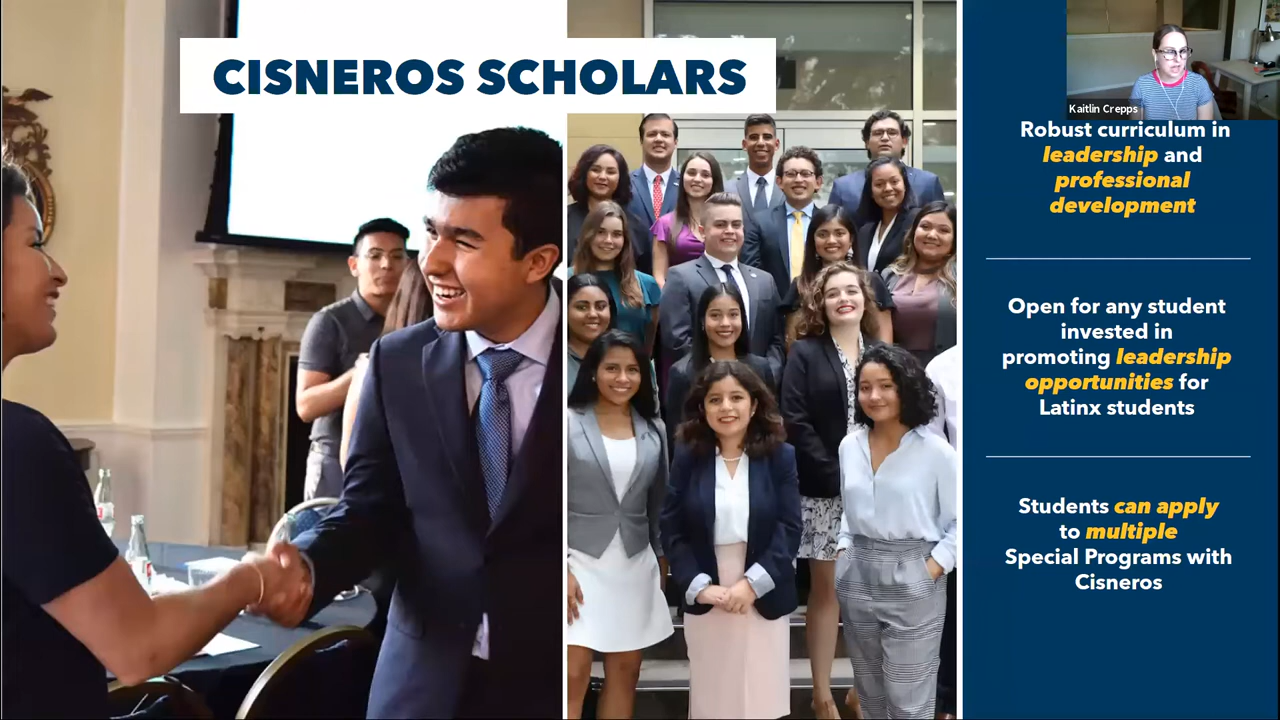 CISNEROS SCHOLARS
Kaitlin Crepps
Robust curriculum in
leadership and
professional
development
Open for any student
invested in
promoting leadership
opportunities for
Latinx students
Students can apply
to multiple
Special Programs with
Cisneros